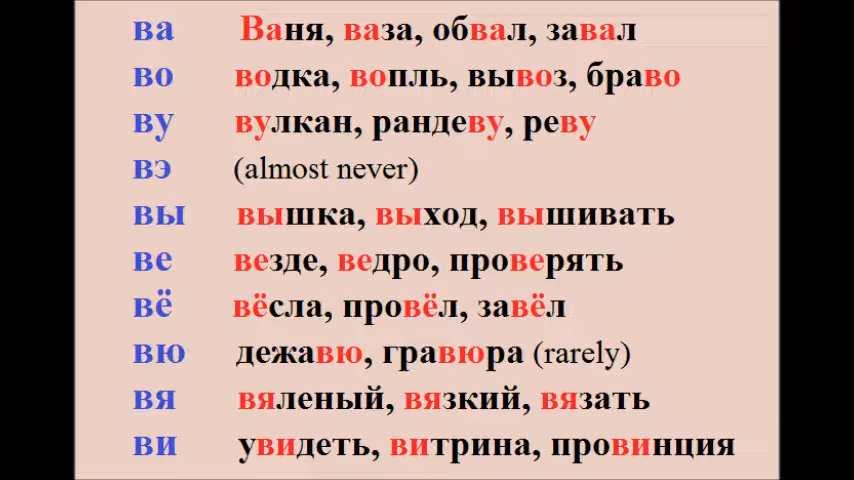 ва Ваня, ваза, обвал, завал
во водка, вопль, вывоз, браво
ву вулкан, рандеву, реву
вэ (almost never)
вы вышка, выход, вышивать
ве везде, ведро, проверять
вё вёсла, провёл, завёл
вю дежавю, гравюра (rarely)
вя вяленый, вязкий, вязать
ви увидеть, витрина, провинция